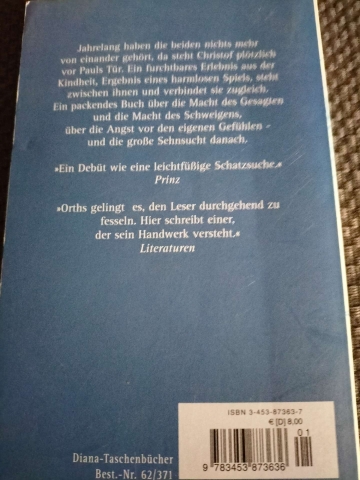 Jahrelang haben die beiden nichts mehr
von einander gehört, da steht Christof plötzlich
vor Pauls Tür. Ein furchtbares Erlebnis aus der
Kindheit, Ergebnis eines harmlosen Spiels, steht
zwischen ihnen und verbindet sie zugleich.
Ein packendes Buch über die Macht des Gesagten
und die Macht des Schweigens,
über die Angst vor den eigenen Gefühlen -
und die große Sehnsucht danach.
»Ein Debüt wie eine leichtfüßige Schatzsuche.«
Prinz
»Orths gelingt es, den Leser durchgehend zu
fesseln. Hier schreibt einer,
der sein Handwerk versteht.«
Literaturen
ISBN 3-453-87363-7
€ [D] 8,00
01
9 783453 873636
Diana-Taschenbücher
Best.-Nr. 62/371